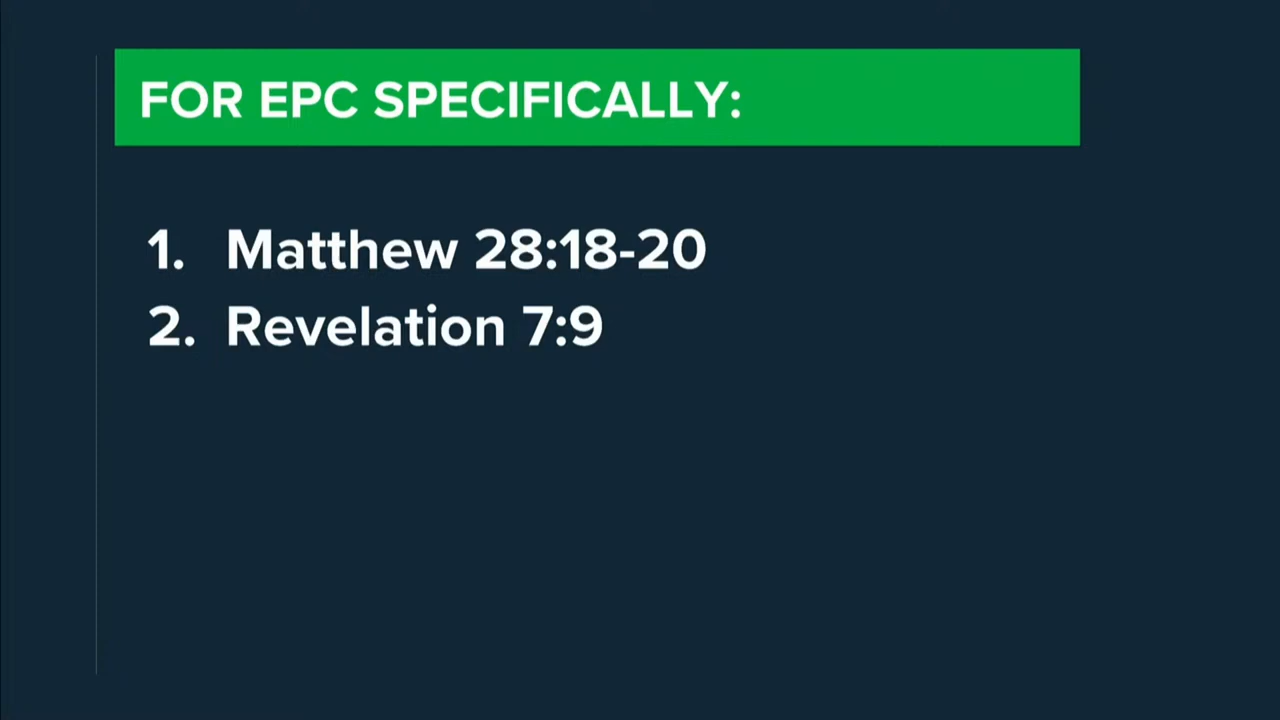 FOR EPC SPECIFICALLY:
1. Matthew 28:18-20
2. Revelation 7:9